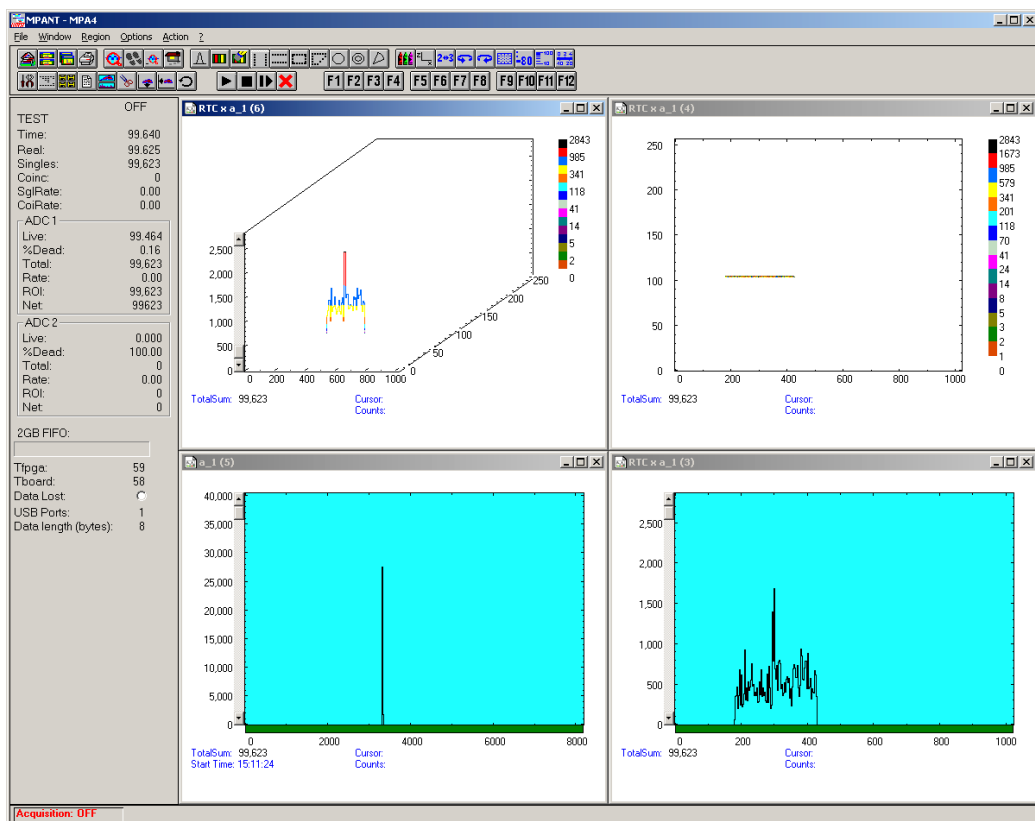 MPANT - MPA4
File Window Region Options Action ?
F1 F2 F3 F4 F5 F6 F7 F8 F9 F10 F11 F12
OFF
TEST
Time: 99.640
Real: 99.625
Singles: 99,623
Coinc: 0
SglRate: 0.00
CoiRate: 0.00
ADC 1
Live: 99.464
%Dead: 0.16
Total: 99,623
Rate: 0.00
ROI: 99,623
Net: 99623
ADC 2
Live: 0.000
%Dead: 100.00
Total: 0
Rate: 0.00
ROI: 0
Net: 0
2GB FIFO:
Tfpga: 59
Tboard: 58
Data Lost:
USB Ports: 1
Data length (bytes): 8
RTC x a_1 (6)
2,500
2,000
1,500
1,000
500
0
0 200 400 600 800 1000
0
50
100
150
200
250
2843
985
341
118
41
14
5
2
0
TotalSum: 99,623 Cursor:
Counts:
RTC x a_1 (4)
250
200
150
100
50
0
0 200 400 600 800 1000
2843
1673
985
579
341
201
118
70
41
24
14
8
5
3
2
1
0
TotalSum: 99,623 Cursor:
Counts:
a_1 (5)
40,000
35,000
30,000
25,000
20,000
15,000
10,000
5,000
0
0 2000 4000 6000 8000
TotalSum: 99,623 Cursor:
Start Time: 15:11:24 Counts:
RTC x a_1 (3)
2,500
2,000
1,500
1,000
500
0
0 200 400 600 800 1000
TotalSum: 99,623 Cursor:
Counts:
Acquisition: OFF